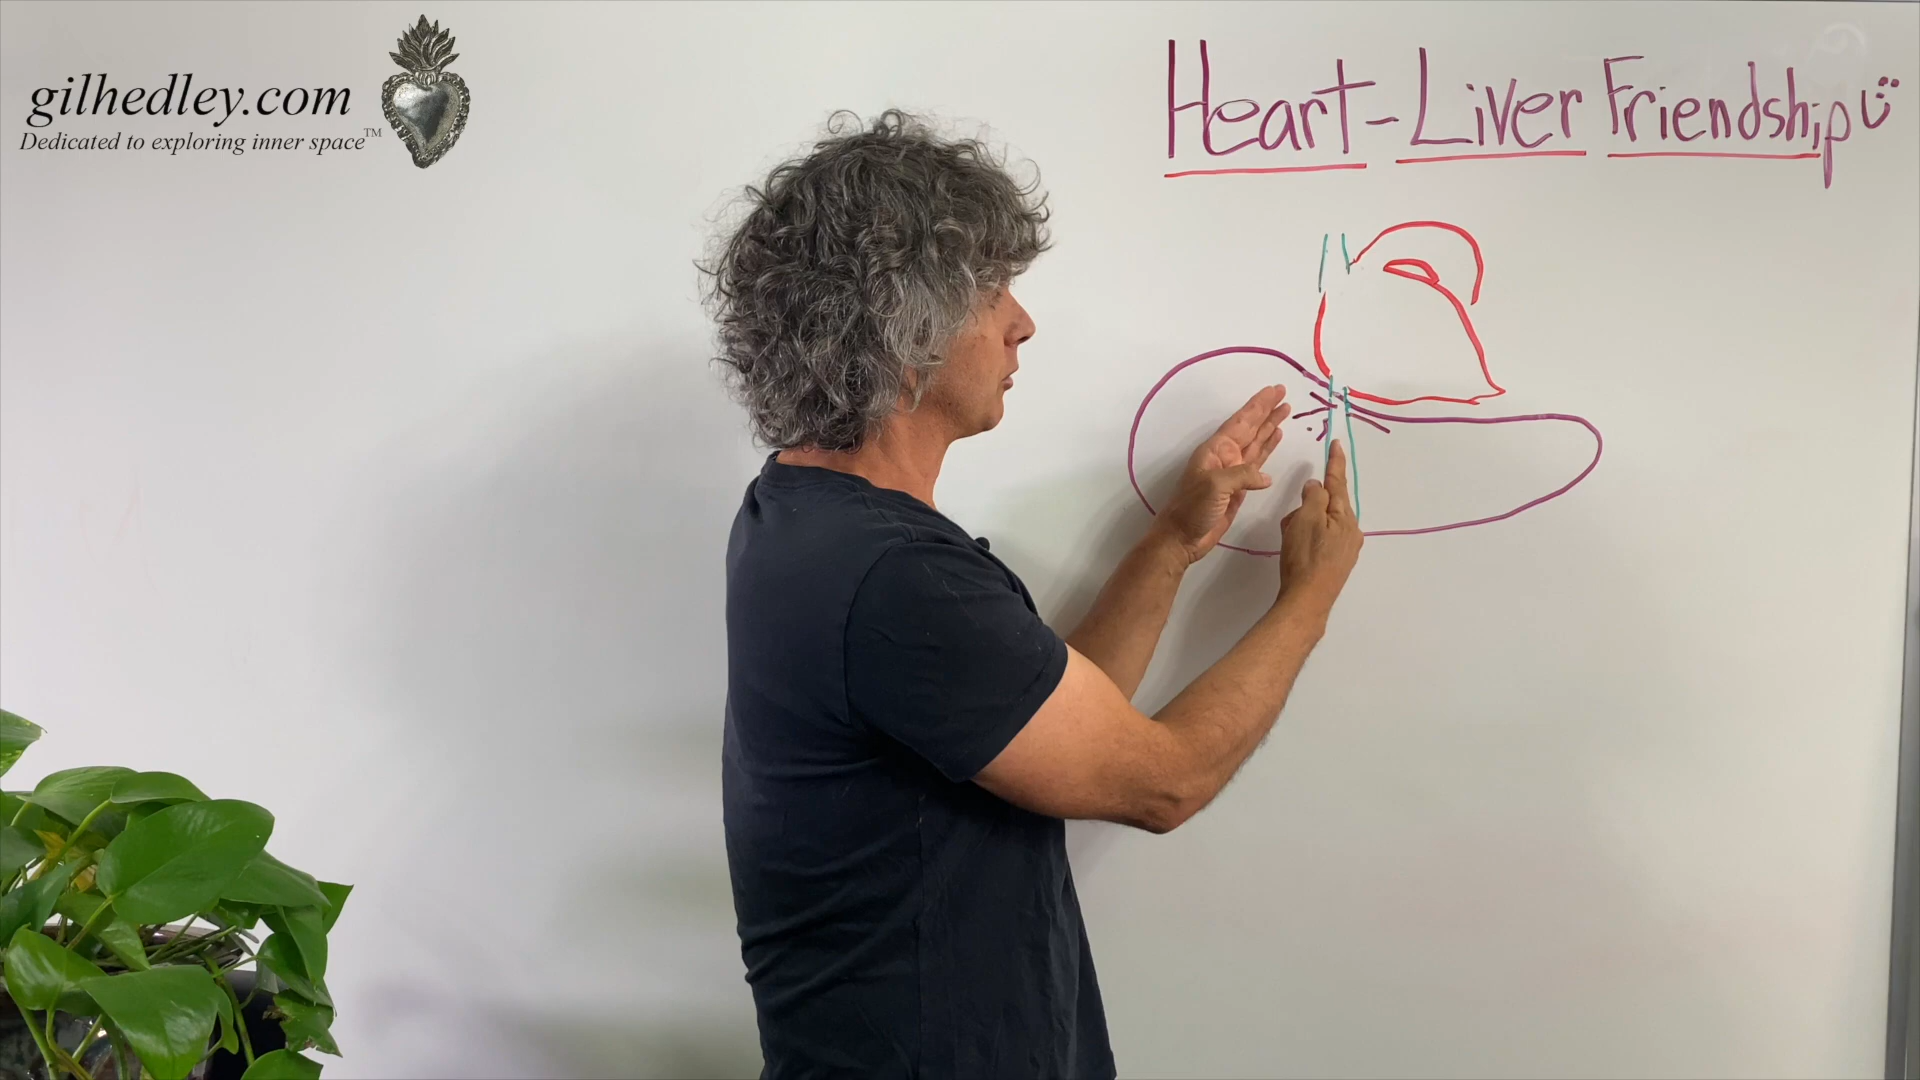 gilhedley.com
Dedicated to exploring inner space™
Heart-Liver Friendship